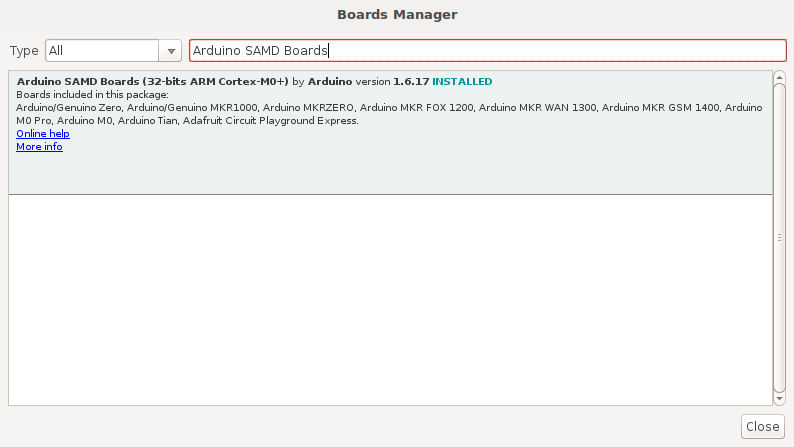 Boards Manager
Type All Arduino SAMD Boards
Arduino SAMD Boards (32-bits ARM Cortex-M0+) by Arduino version 1.6.17 INSTALLED
Boards included in this package:
Arduino/Genuino Zero, Arduino/Genuino MKR1000, Arduino MKRZERO, Arduino MKR FOX 1200, Arduino MKR WAN 1300, Arduino MKR GSM 1400, Arduino
M0 Pro, Arduino M0, Arduino Tian, Adafruit Circuit Playground Express.
Online help
More info
Close